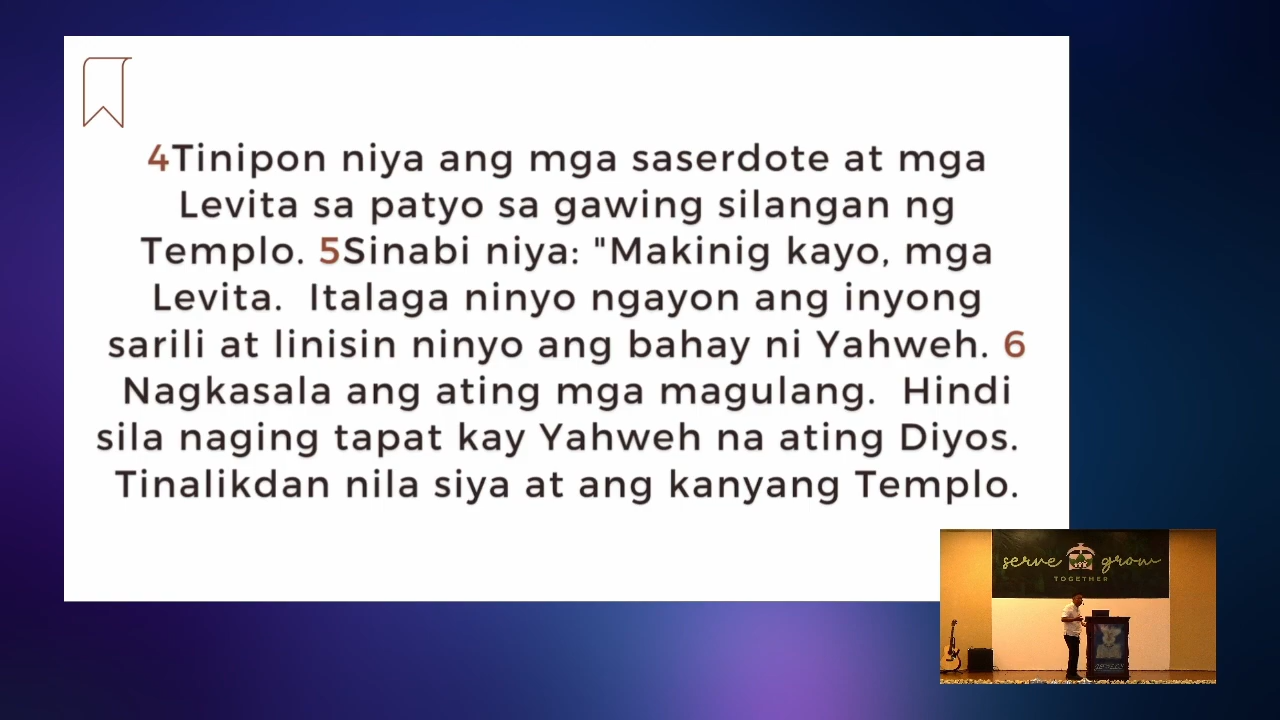 4Tinipon niya ang mga saserdote at mga
Levita sa patyo sa gawing silangan ng
Templo. 5Sinabi niya: "Makinig kayo, mga
Levita. Italaga ninyo ngayon ang inyong
sarili at linisin ninyo ang bahay ni Yahweh. 6
Nagkasala ang ating mga magulang. Hindi
sila naging tapat kay Yahweh na ating Diyos.
Tinalikdan nila siya at ang kanyang Templo.
serve grow
TOGETHER